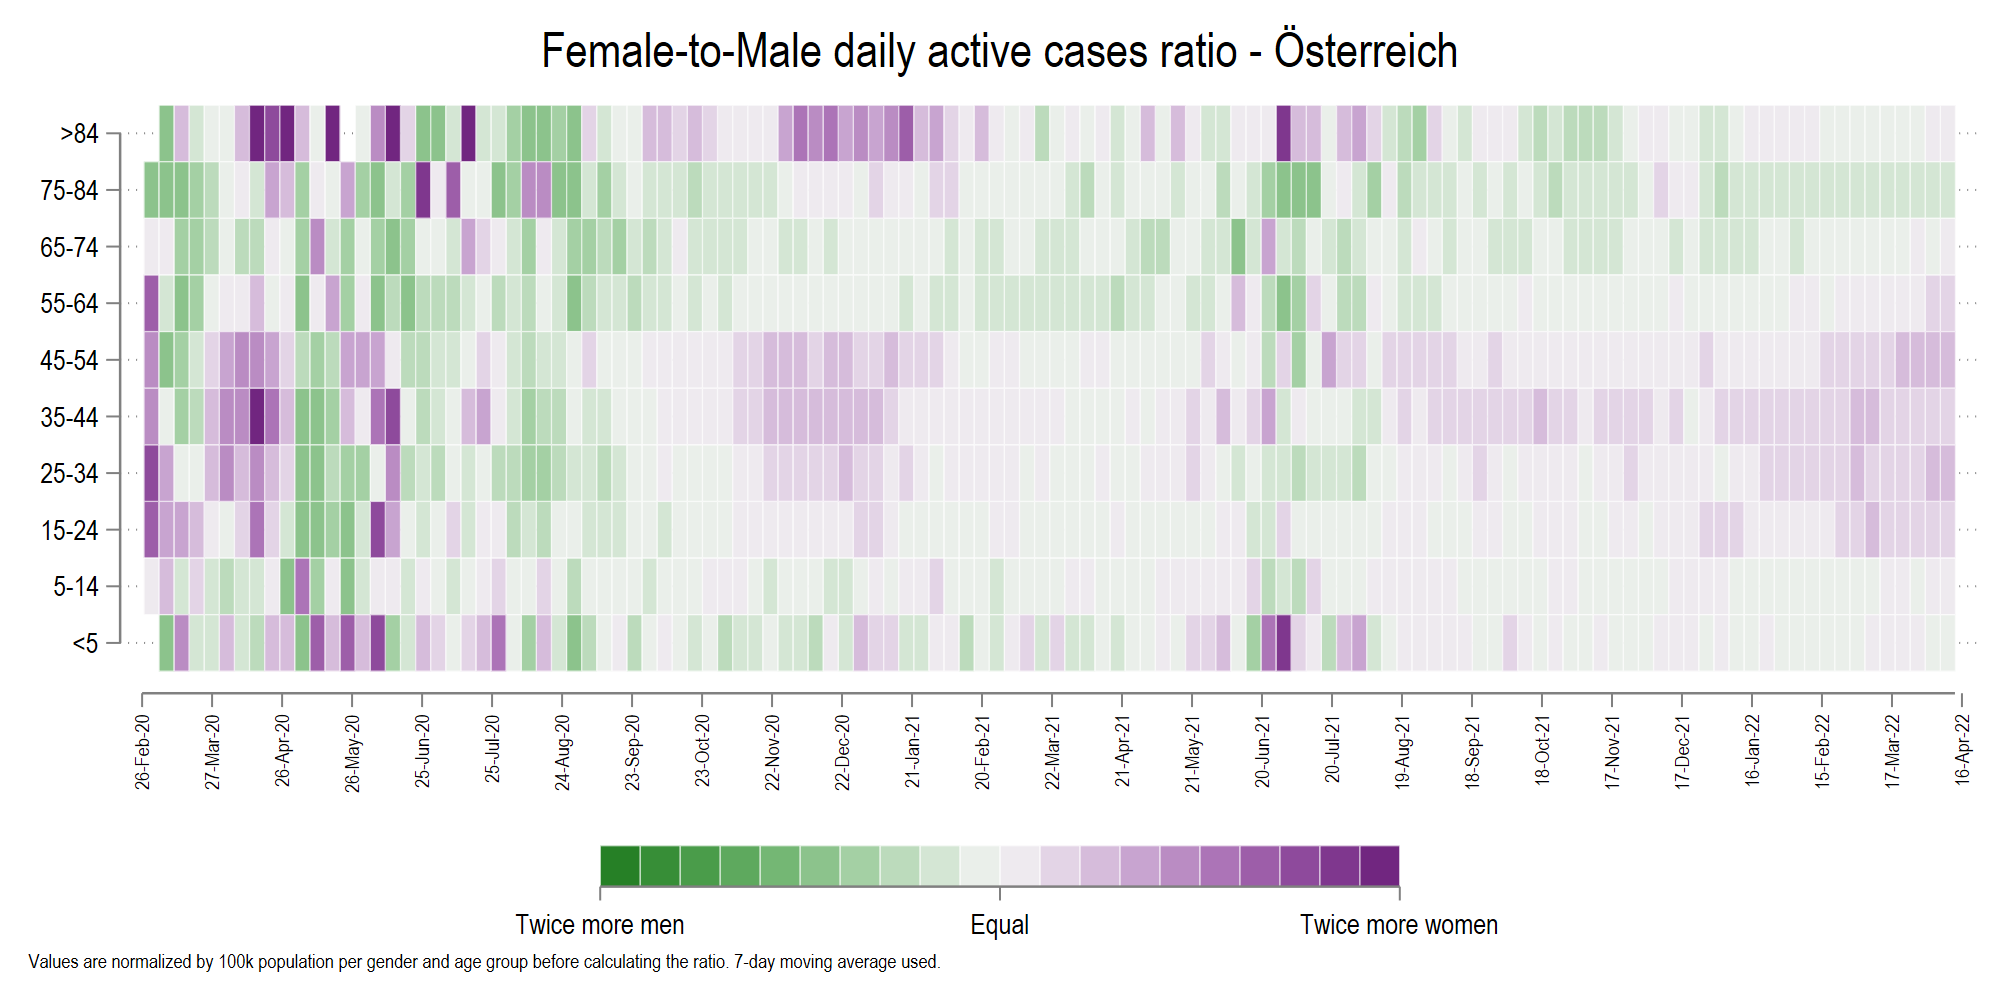 Female-to-Male daily active cases ratio - Österreich
>84
75-84
65-74
55-64
45-54
35-44
25-34
15-24
5-14
<5
26-Feb-20
27-Mar-20
26-Apr-20
26-May-20
25-Jun-20
25-Jul-20
24-Aug-20
23-Sep-20
23-Oct-20
22-Nov-20
22-Dec-20
21-Jan-21
20-Feb-21
22-Mar-21
21-Apr-21
21-May-21
20-Jun-21
20-Jul-21
19-Aug-21
18-Sep-21
18-Oct-21
17-Nov-21
17-Dec-21
16-Jan-22
15-Feb-22
17-Mar-22
16-Apr-22
Twice more men
Equal
Twice more women
Values are normalized by 100k population per gender and age group before calculating the ratio. 7-day moving average used.